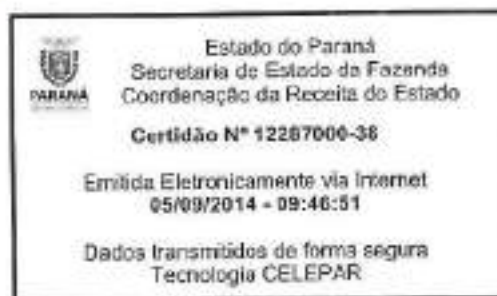 Estado do Paraná
Secretaria de Estado da Fazenda
PARANÁ
Coordenação da Receita do Estado
Certidão Nº 12287000-38
Emitida Eletronicamente via Internet
05/09/2014 - 09:46:51
Dados transmitidos de forma segura
Tecnologia CELEPAR